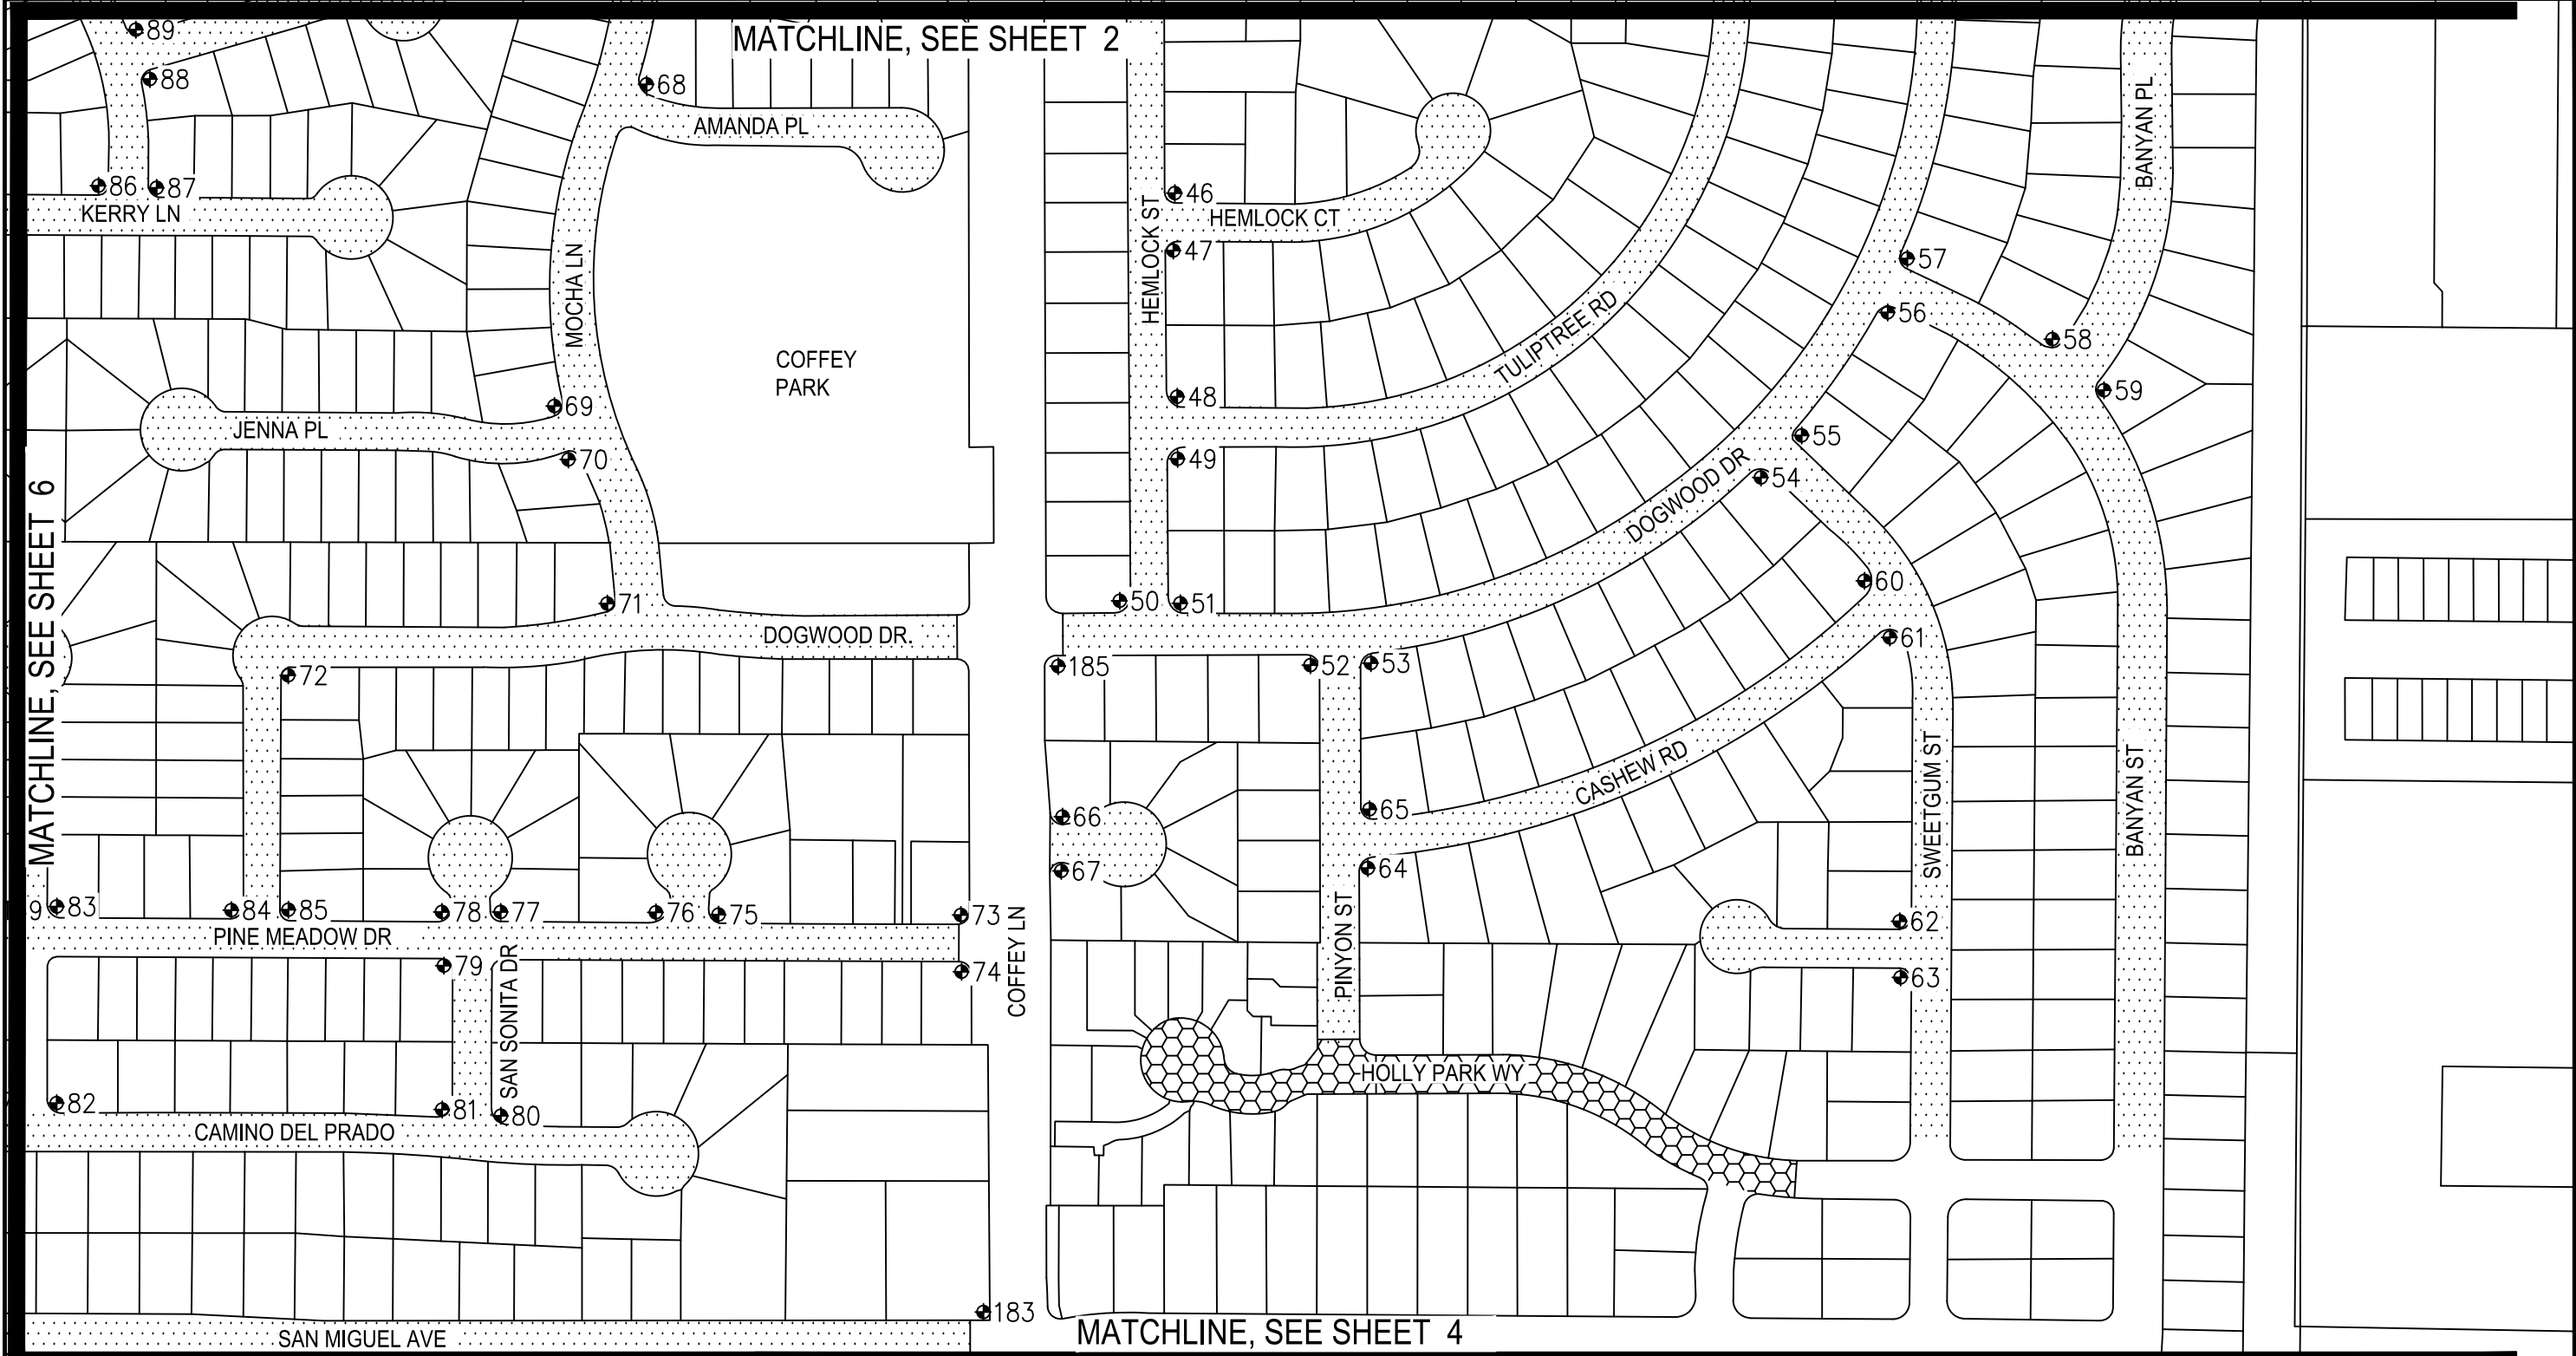 MATCHLINE, SEE SHEET 2
89
88
68
AMANDA PL
BANYAN PL
86
87
KERRY LN
46
HEMLOCK ST
HEMLOCK CT
47
57
MOCHA LN
56
TULIPTREE RD
58
COFFEY
PARK
59
48
69
JENNA PL
55
70
49
DOGWOOD DR
54
MATCHLINE, SEE SHEET 6
60
71
50
51
DOGWOOD DR.
61
72
185
52
53
SWEETGUM ST
BANYAN ST
CASHEW RD
66
65
67
64
9
83
84
85
78
77
76
75
73
62
PINE MEADOW DR
COFFEY LN
PINYON ST
79
SAN SONITA DR
74
63
HOLLY PARK WY
82
81
80
CAMINO DEL PRADO
183
SAN MIGUEL AVE
MATCHLINE, SEE SHEET 4